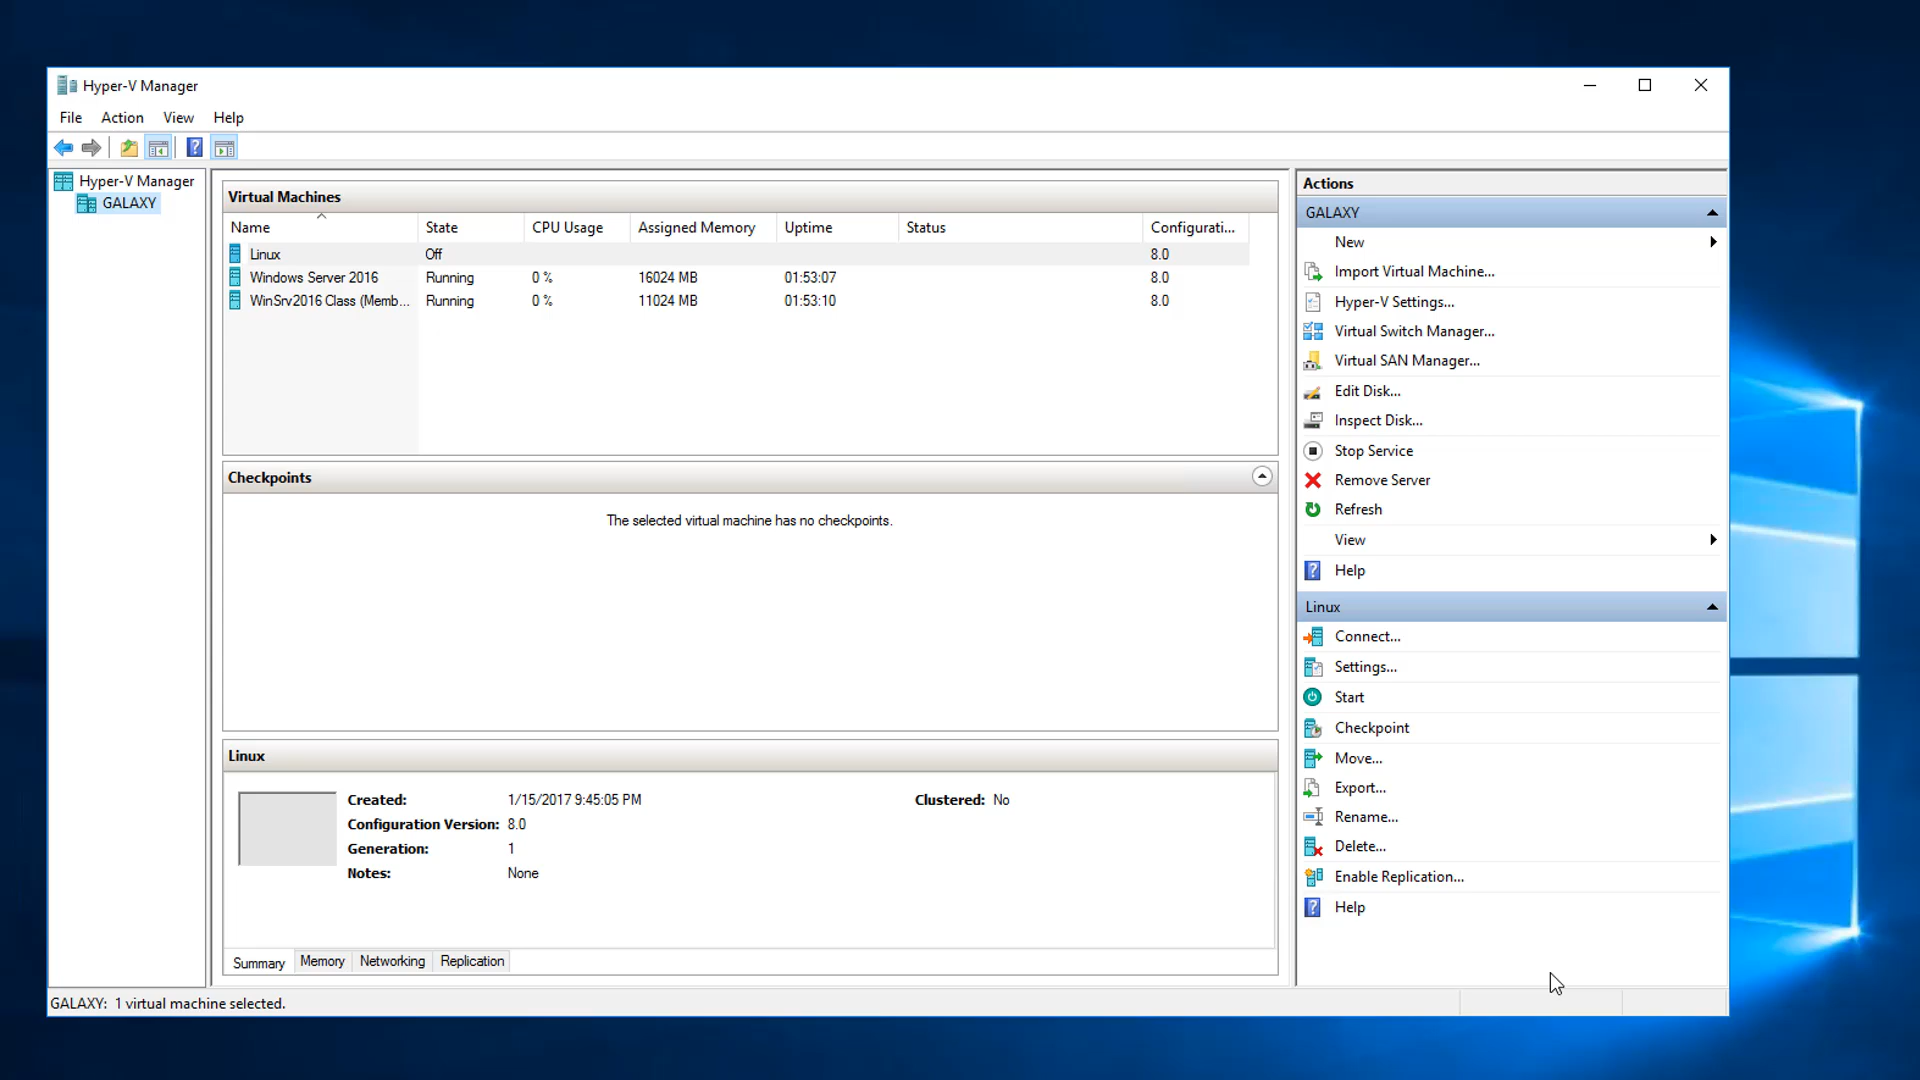 Hyper-V Manager
File Action View Help
Hyper-V Manager
GALAXY
Virtual Machines
Name State CPU Usage Assigned Memory Uptime Status Configurati...
Linux Off 8.0
Windows Server 2016 Running 0 % 16024 MB 01:53:07 8.0
WinSrv2016 Class (Memb... Running 0 % 11024 MB 01:53:10 8.0
Checkpoints
The selected virtual machine has no checkpoints.
Linux
Created: 1/15/2017 9:45:05 PM Clustered: No
Configuration Version: 8.0
Generation: 1
Notes: None
Summary Memory Networking Replication
Actions
GALAXY
New
Import Virtual Machine...
Hyper-V Settings...
Virtual Switch Manager...
Virtual SAN Manager...
Edit Disk...
Inspect Disk...
Stop Service
Remove Server
Refresh
View
Help
Linux
Connect...
Settings...
Start
Checkpoint
Move...
Export...
Rename...
Delete...
Enable Replication...
Help
GALAXY: 1 virtual machine selected.